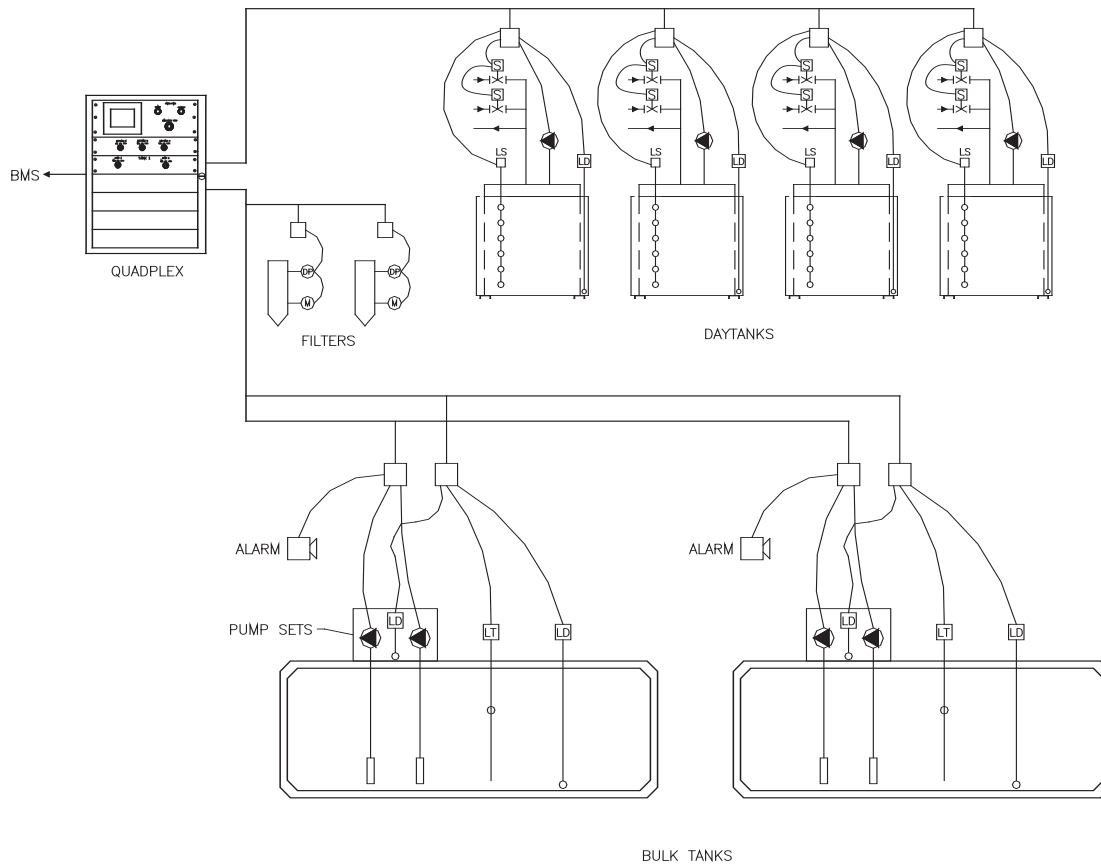 BMS
QUADPLEX
S
S
LS
LD
S
S
LS
LD
S
S
LS
LD
S
S
LS
LD
DP
M
DP
M
FILTERS
DAYTANKS
ALARM
ALARM
PUMP SETS
LD
LT
LD
LD
LT
LD
BULK TANKS